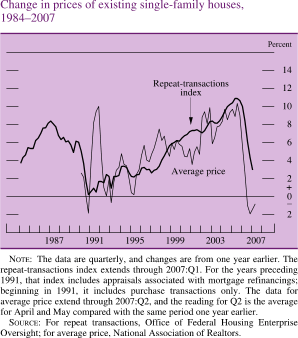 Change in prices of existing single-family houses,
1984–2007
Percent
Repeat-transactions
index
Average price
14
12
10
8
6
4
2
+
0
–
2
1987 1991 1995 1999 2003 2007
NOTE: The data are quarterly, and changes are from one year earlier. The
repeat-transactions index extends through 2007:Q1. For the years preceding
1991, that index includes appraisals associated with mortgage refinancings;
beginning in 1991, it includes purchase transactions only. The data for
average price extend through 2007:Q2, and the reading for Q2 is the average
for April and May compared with the same period one year earlier.
SOURCE: For repeat transactions, Office of Federal Housing Enterprise
Oversight; for average price, National Association of Realtors.